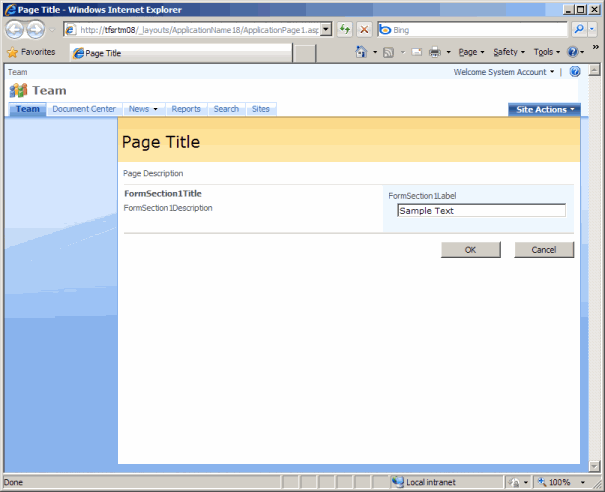 Page Title - Windows Internet Explorer
http://tfsrtm08/_layouts/ApplicationName18/ApplicationPage1.asp
Bing
Favorites
Page Title
Page
Safety
Tools
Team
Welcome System Account
Team
Team Document Center News Reports Search Sites Site Actions
Page Title
Page Description
FormSection1Title
FormSection1Description
FormSection1Label
Sample Text
OK Cancel
Done Local intranet 100%